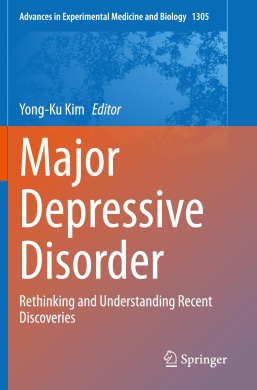 Advances in Experimental Medicine and Biology 1305
Yong-Ku Kim Editor
Major
Depressive
Disorder
Rethinking and Understanding Recent
Discoveries
Springer